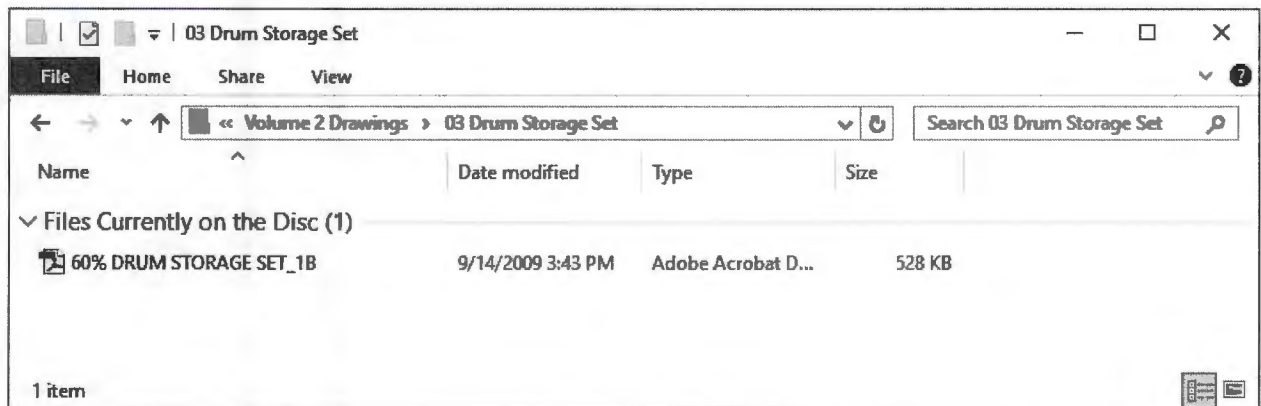 03 Drum Storage Set
File Home Share View
« Volume 2 Drawings › 03 Drum Storage Set Search 03 Drum Storage Set
Name Date modified Type Size
Files Currently on the Disc (1)
60% DRUM STORAGE SET_1B 9/14/2009 3:43 PM Adobe Acrobat D... 528 KB
1 item